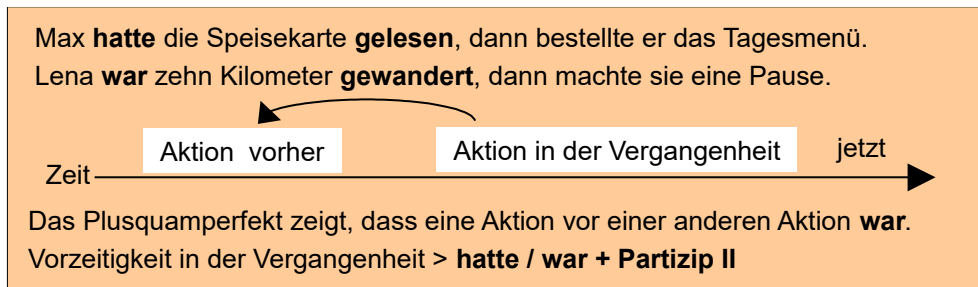 Max hatte die Speisekarte gelesen, dann bestellte er das Tagesmenü.
Lena war zehn Kilometer gewandert, dann machte sie eine Pause.
Aktion vorher
Aktion in der Vergangenheit
jetzt
Zeit
Das Plusquamperfekt zeigt, dass eine Aktion vor einer anderen Aktion war.
Vorzeitigkeit in der Vergangenheit > hatte / war + Partizip II